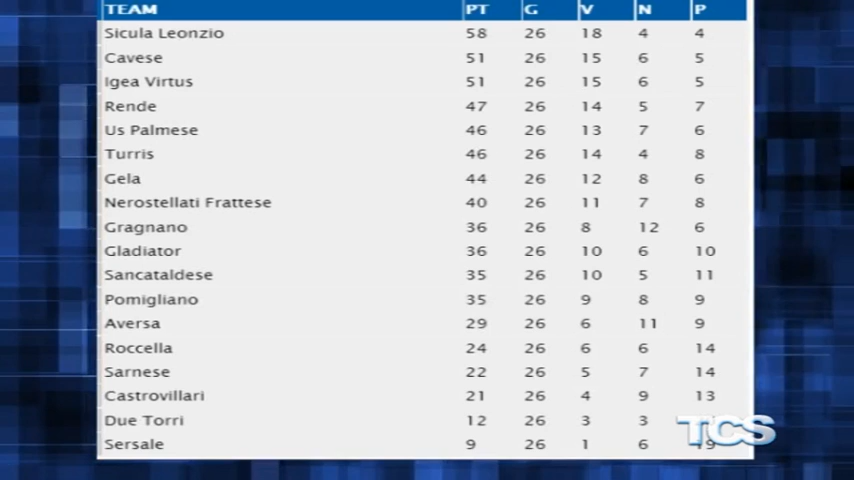 TEAM PT G V N P
Sicula Leonzio 58 26 18 4 4
Cavese 51 26 15 6 5
Igea Virtus 51 26 15 6 5
Rende 47 26 14 5 7
Us Palmese 46 26 13 7 6
Turris 46 26 14 4 8
Gela 44 26 12 8 6
Nerostellati Frattese 40 26 11 7 8
Gragnano 36 26 8 12 6
Gladiator 36 26 10 6 10
Sancataldese 35 26 10 5 11
Pomigliano 35 26 9 8 9
Aversa 29 26 6 11 9
Roccella 24 26 6 6 14
Sarnese 22 26 5 7 14
Castrovillari 21 26 4 9 13
Due Torri 12 26 3 3
TCS
Sersale 9 26 1 6 19